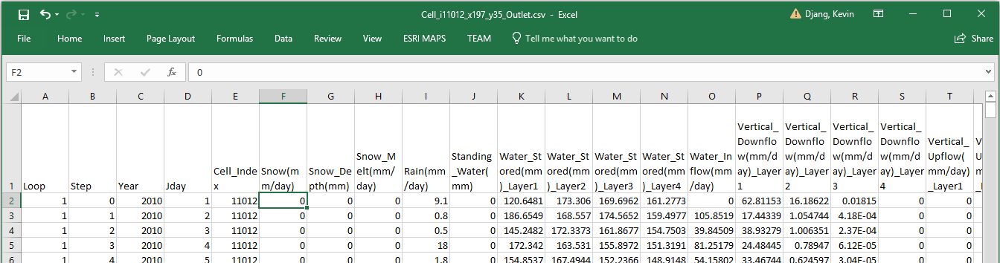 Cell_i11012_x197_y35_Outlet.csv - Excel
Djang, Kevin
File Home Insert Page Layout Formulas Data Review View ESRI MAPS TEAM Tell me what you want to do Share
F2 fx 0
A B C D E F G H I J K L M N O P Q R S T
1 Loop Step Year Jday Cell_Index Snow(mm/day) Snow_Depth(mm) Snow_Melt(mm/day) Rain(mm/day) Standing_Water(mm) Water_Stored(mm)_Layer1 Water_Stored(mm)_Layer2 Water_Stored(mm)_Layer3 Water_Stored(mm)_Layer4 Water_Inflow(mm/day) Vertical_Downflow(mm/day)_Layer1 Vertical_Downflow(mm/day)_Layer2 Vertical_Downflow(mm/day)_Layer3 Vertical_Downflow(mm/day)_Layer4 Vertical_Upflow(mm/day)_Layer1
2 1 0 2010 1 11012 0 0 0 9.1 0 120.6481 173.306 169.6962 161.2773 0 62.81153 16.18622 0.01815 0 0
3 1 1 2010 2 11012 0 0 0 0.8 0 186.6549 168.557 174.5652 159.4977 105.8519 17.44339 1.054744 4.18E-04 0 0
4 1 2 2010 3 11012 0 0 0 0.5 0 145.2482 172.3373 161.8677 154.7503 39.84509 38.93279 1.006351 2.37E-04 0 0
5 1 3 2010 4 11012 0 0 0 18 0 172.342 163.531 155.8972 151.3191 81.25179 24.48445 0.78947 6.12E-05 0 0
6 1 4 2010 5 11012 0 0 0 1.8 0 154.8537 167.4944 152.2366 148.9148 54.15802 33.46744 0.624597 3.04E-05 0 0